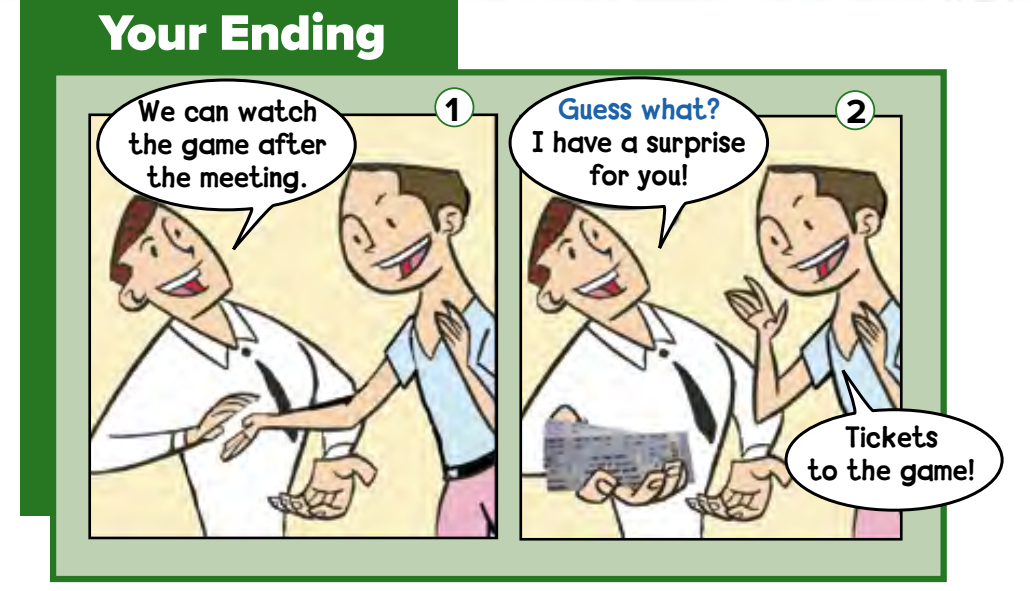 Your Ending
We can watch
the game after
the meeting.
1
Guess what?
I have a surprise
for you!
2
Tickets
to the game!